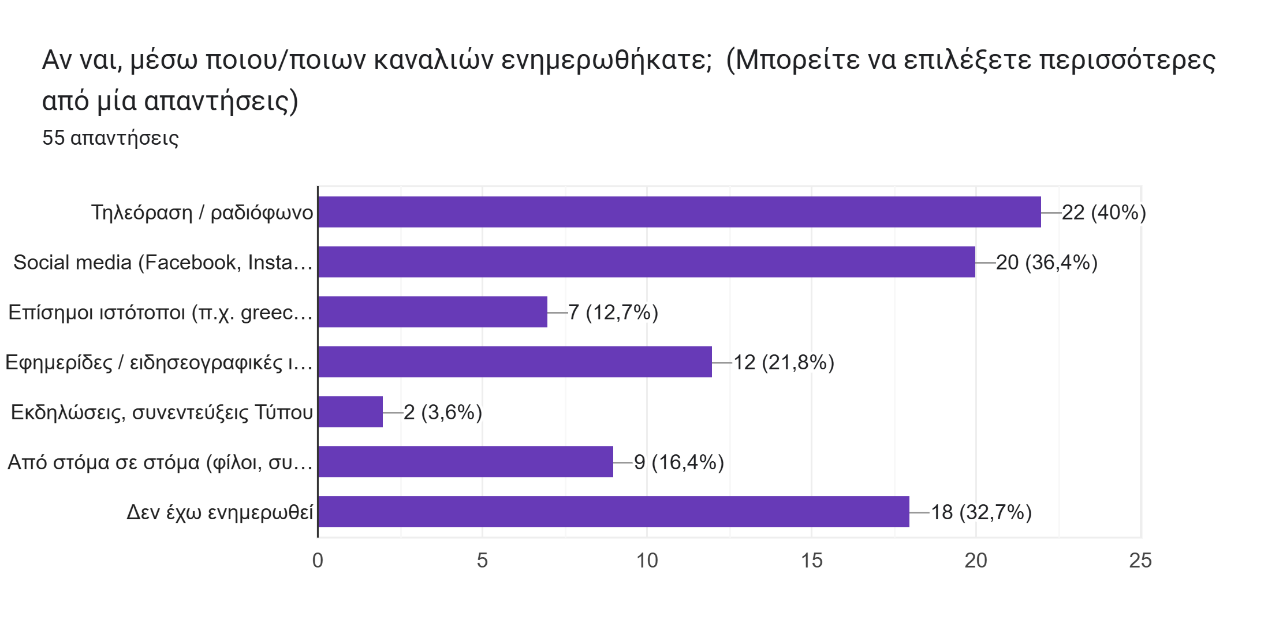 Αν ναι, μέσω ποιου/ποιων καναλιών ενημερωθήκατε;  (Μπορείτε να επιλέξετε περισσότερες
από μία απαντήσεις)
55 απαντήσεις
Τηλεόραση / ραδιόφωνο
22 (40%)
Social media (Facebook, Insta…
20 (36,4%)
Επίσημοι ιστότοποι (π.χ. greec…
7 (12,7%)
Εφημερίδες / ειδησεογραφικές ι…
12 (21,8%)
Εκδηλώσεις, συνεντεύξεις Τύπου
2 (3,6%)
Από στόμα σε στόμα (φίλοι, συ…
9 (16,4%)
Δεν έχω ενημερωθεί
18 (32,7%)
0 5 10 15 20 25